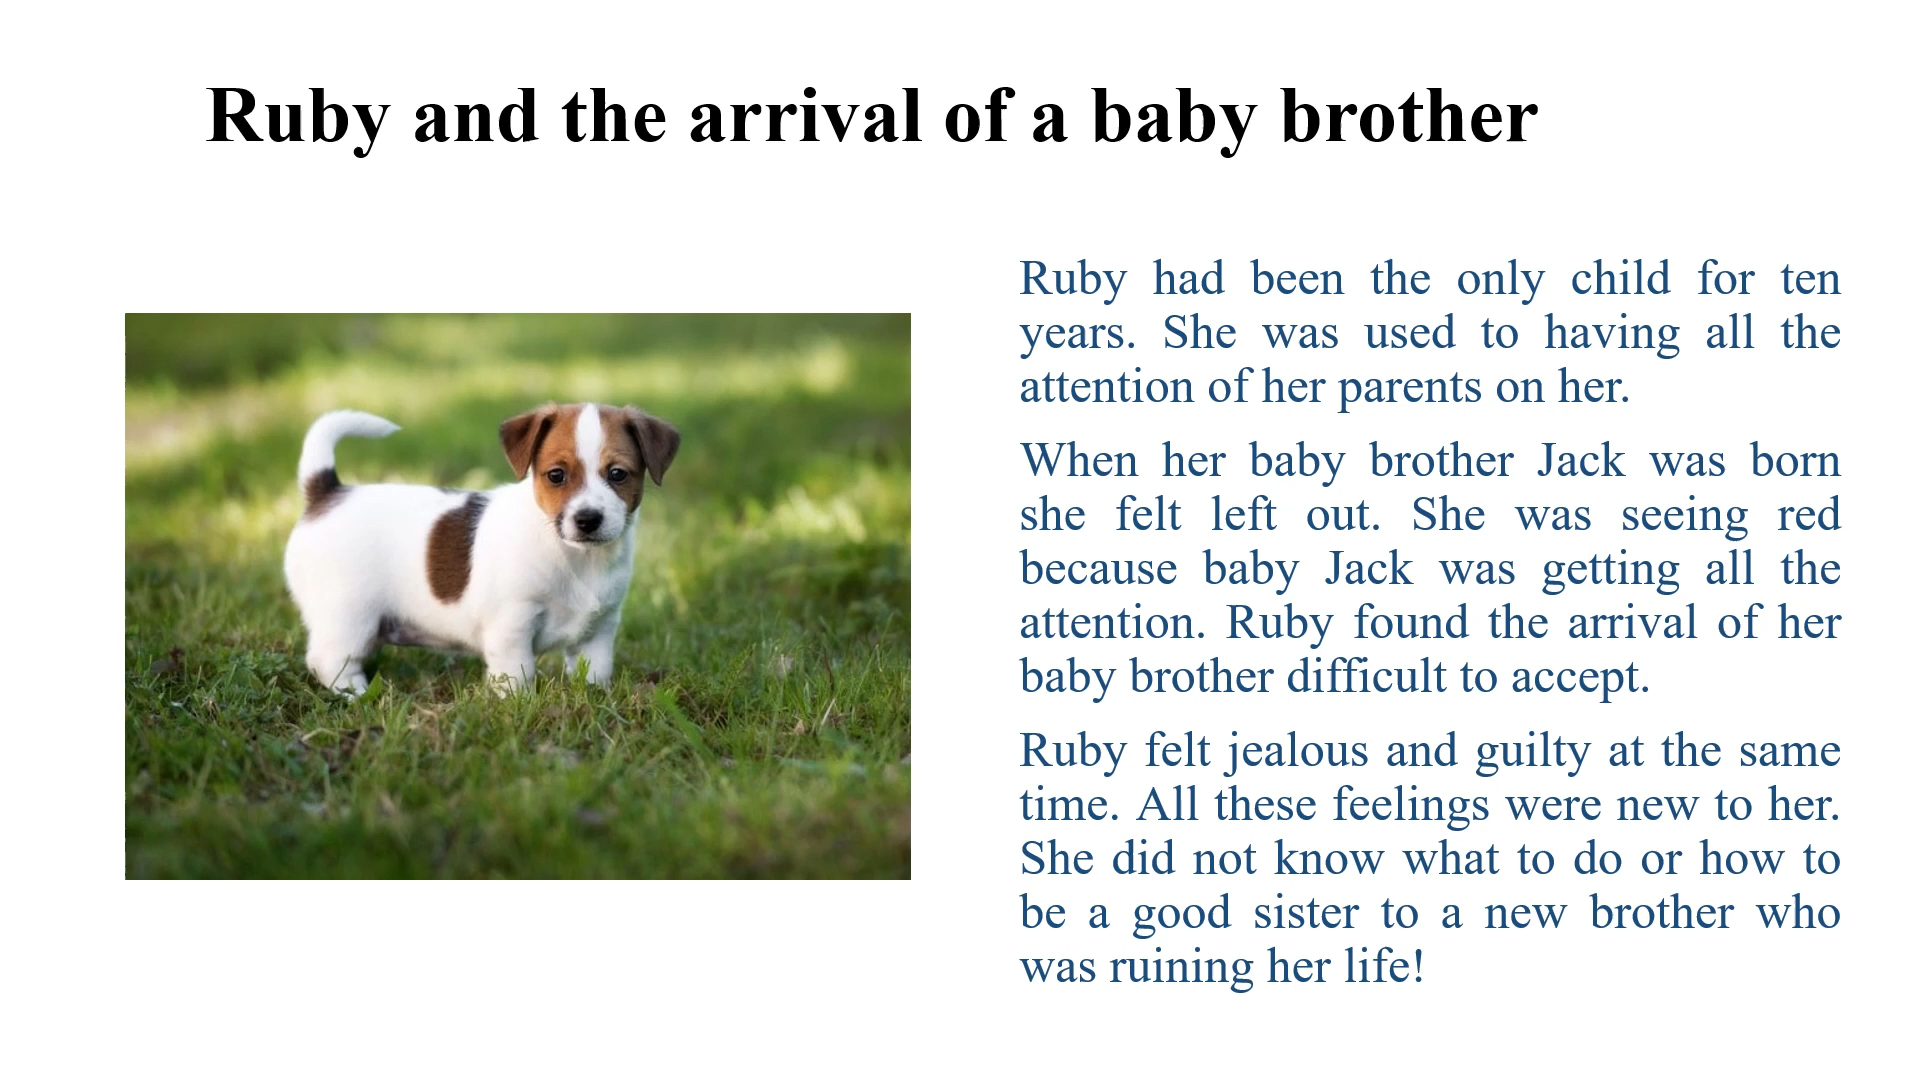 Ruby and the arrival of a baby brother
Ruby had been the only child for ten
years. She was used to having all the
attention of her parents on her.
When her baby brother Jack was born
she felt left out. She was seeing red
because baby Jack was getting all the
attention. Ruby found the arrival of her
baby brother difficult to accept.
Ruby felt jealous and guilty at the same
time. All these feelings were new to her.
She did not know what to do or how to
be a good sister to a new brother who
was ruining her life!